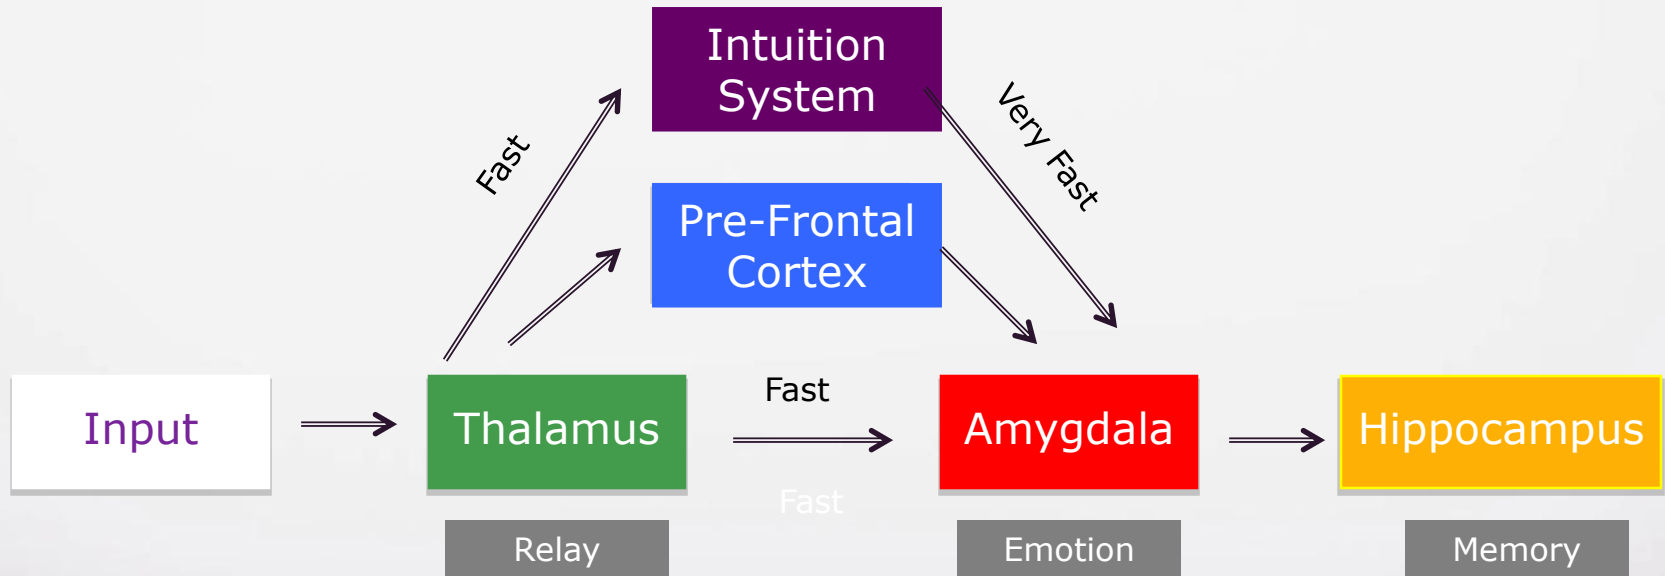 Intuition
System
Fast
Very Fast
Pre-Frontal
Cortex
Input
Thalamus
Fast
Amygdala
Hippocampus
Fast
Relay
Emotion
Memory